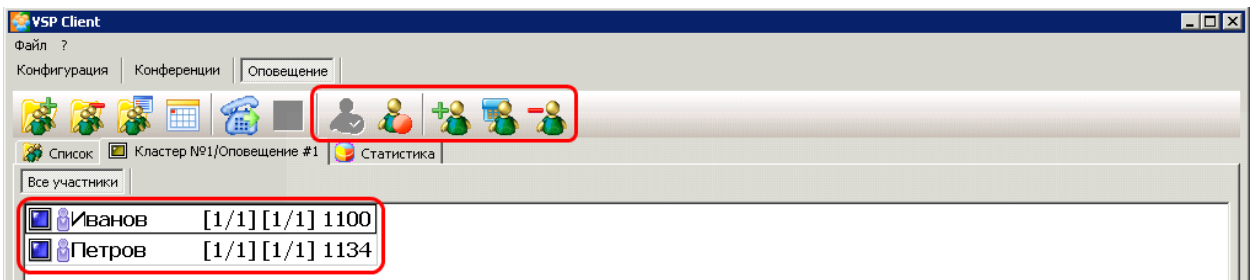 VSP Client
Файл ?
Конфигурация Конференции Оповещение
Список Кластер №1/Оповещение #1 Статистика
Все участники
Иванов [1/1] [1/1] 1100
Петров [1/1] [1/1] 1134